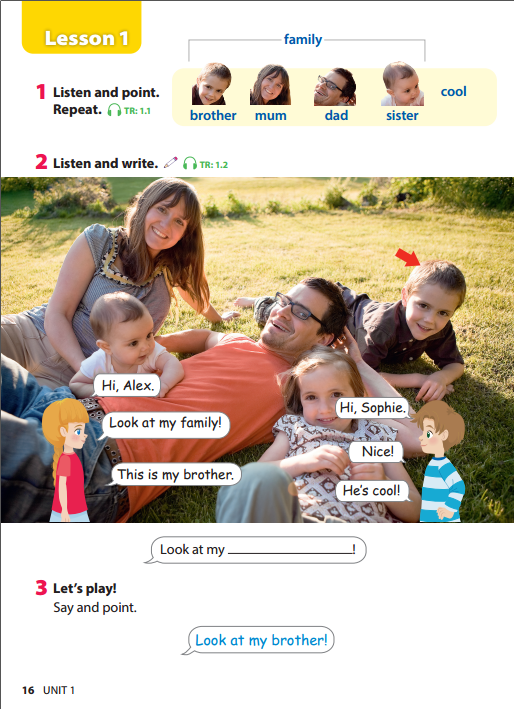 Lesson 1
family
1 Listen and point.
Repeat. TR: 1.1
brother mum dad sister cool
2 Listen and write. TR: 1.2
Hi, Alex.
Look at my family!
This is my brother.
Hi, Sophie.
Nice!
He's cool!
Look at my ____________________!
3 Let's play!
Say and point.
Look at my brother!
16 UNIT 1